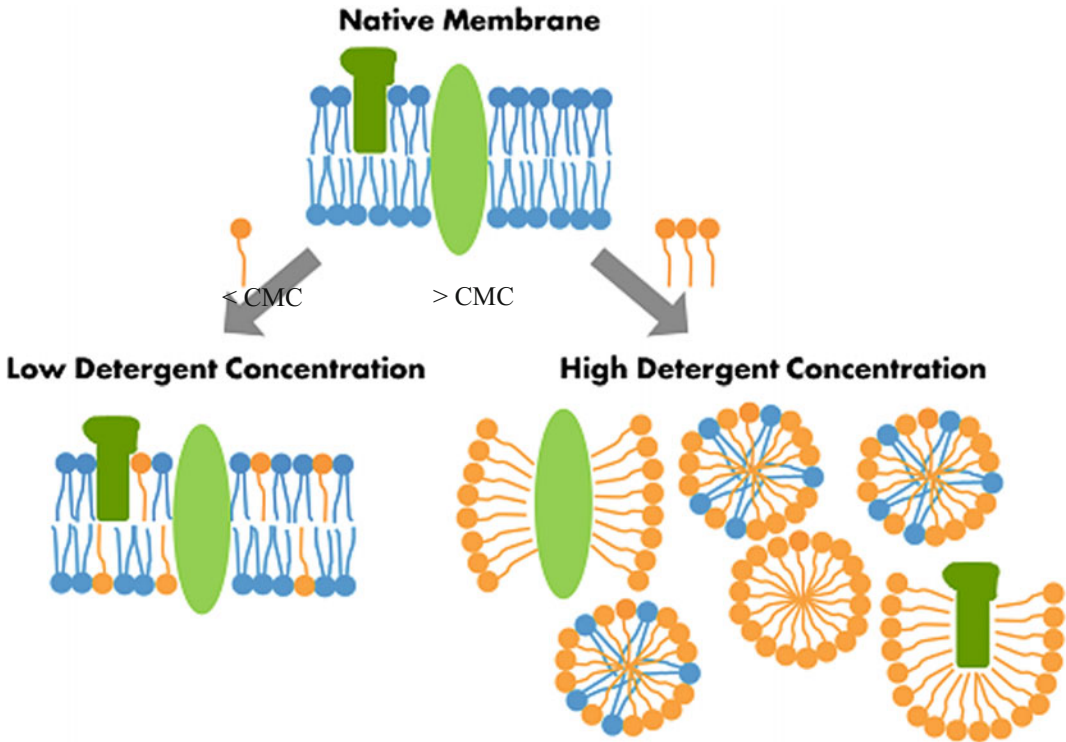 Native Membrane
< CMC
> CMC
Low Detergent Concentration
High Detergent Concentration